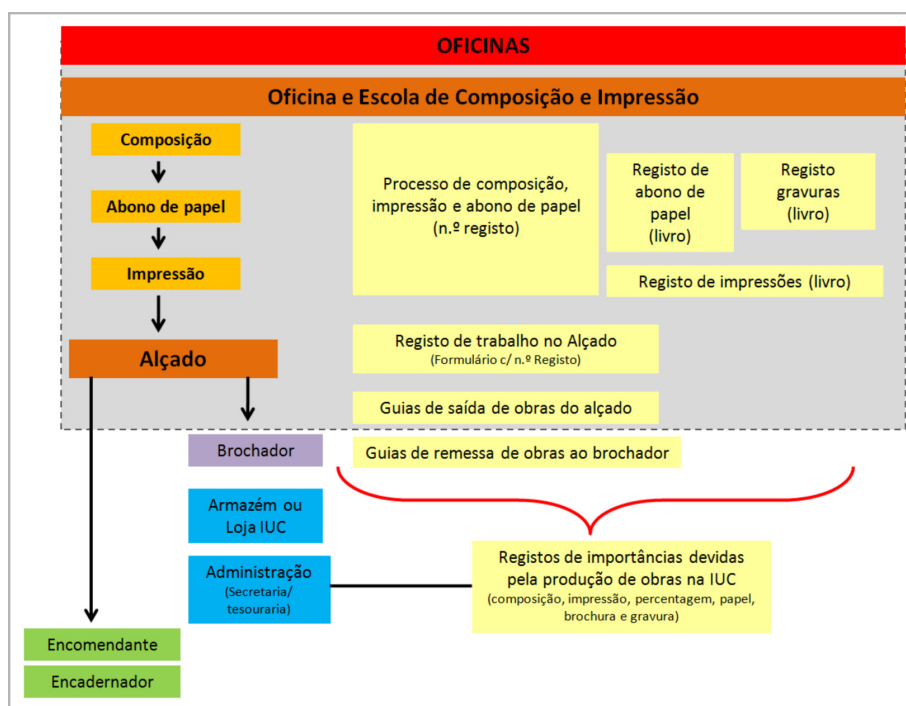 OFICINAS
Oficina e Escola de Composição e Impressão
Composição
Abono de papel
Impressão
Alçado
Processo de composição,
impressão e abono de papel
(n.º registo)
Registo de
abono de
papel
(livro)
Registo
gravuras
(livro)
Registo de impressões (livro)
Registo de trabalho no Alçado
(Formulário c/ n.º Registo)
Guias de saída de obras do alçado
Brochador
Guias de remessa de obras ao brochador
Armazém ou
Loja IUC
Administração
(Secretaria/
tesouraria)
Registos de importâncias devidas
pela produção de obras na IUC
(composição, impressão, percentagem, papel,
brochura e gravura)
Encomendante
Encadernador